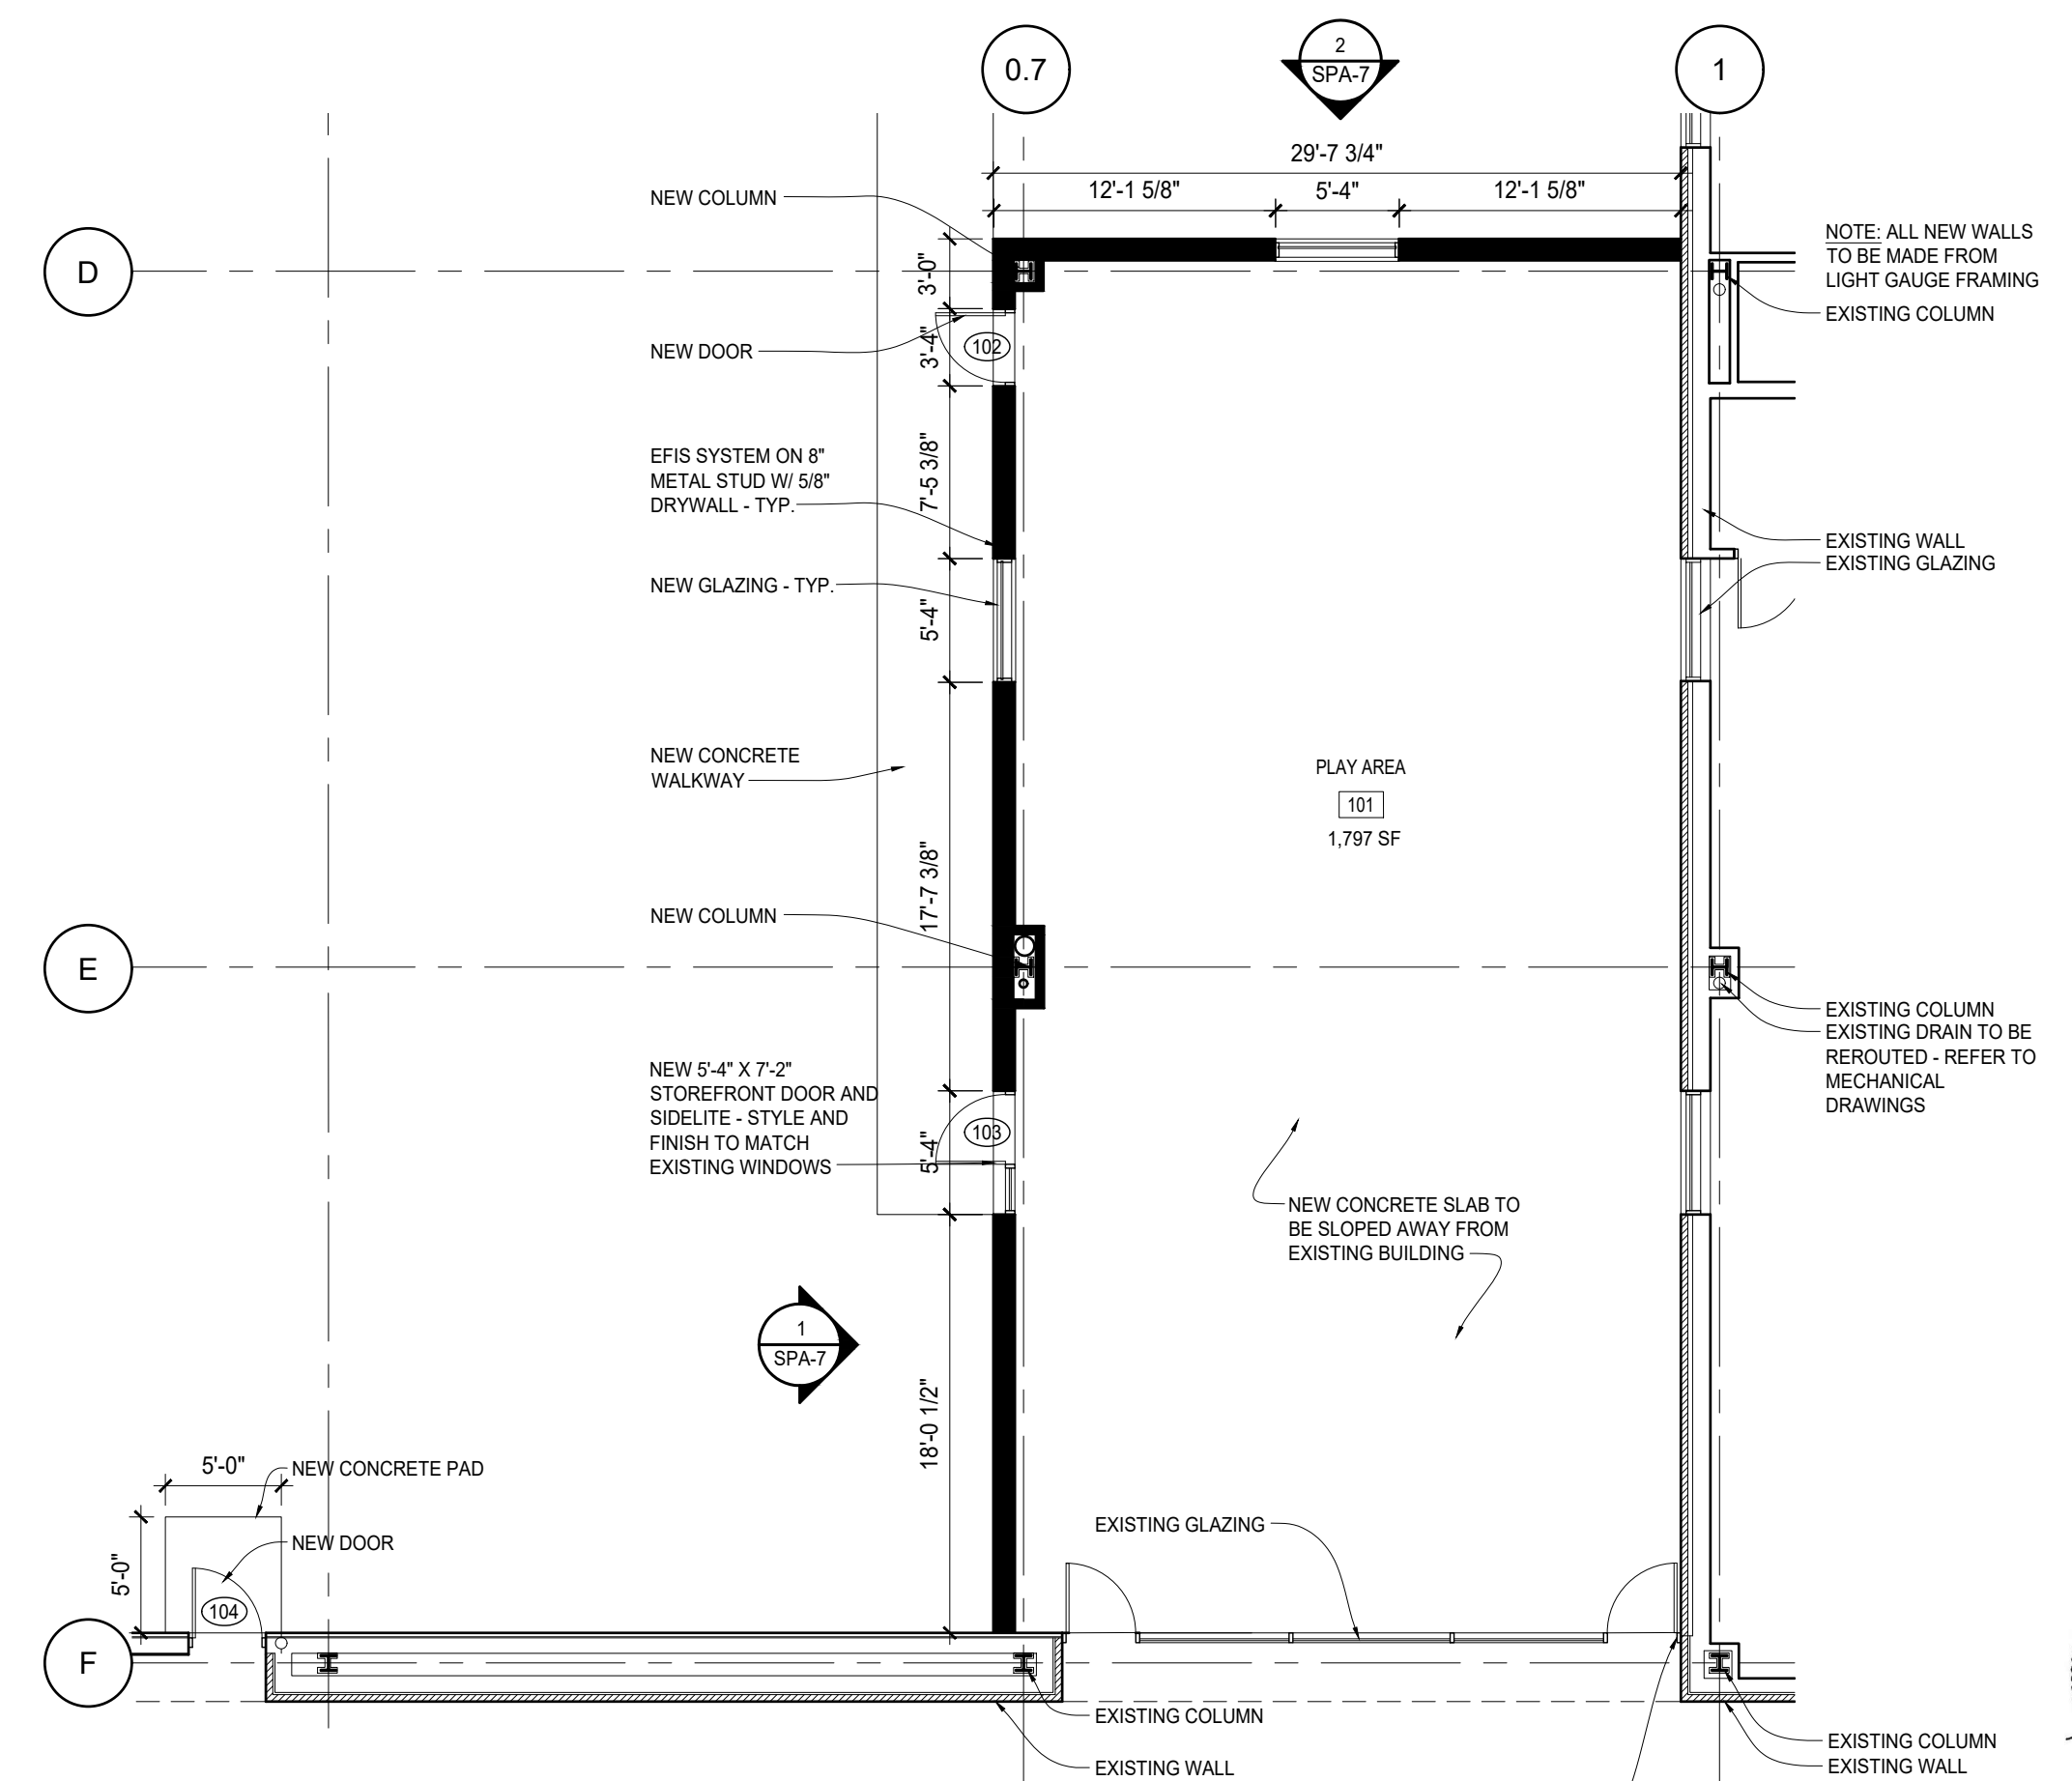 0.7
2
SPA-7
1
29'-7 3/4"
12'-1 5/8"
5'-4"
12'-1 5/8"
NEW COLUMN
D
3'-0"
NOTE: ALL NEW WALLS
TO BE MADE FROM
LIGHT GAUGE FRAMING
EXISTING COLUMN
NEW DOOR
3'-4"
102
EFIS SYSTEM ON 8"
METAL STUD W/ 5/8"
DRYWALL - TYP.
7'-5 3/8"
EXISTING WALL
EXISTING GLAZING
NEW GLAZING - TYP.
5'-4"
NEW CONCRETE
WALKWAY
PLAY AREA
101
1,797 SF
17'-7 3/8"
NEW COLUMN
E
EXISTING COLUMN
EXISTING DRAIN TO BE
REROUTED - REFER TO
MECHANICAL
DRAWINGS
NEW 5'-4" X 7'-2"
STOREFRONT DOOR AND
SIDELITE - STYLE AND
FINISH TO MATCH
EXISTING WINDOWS
5'-4"
103
NEW CONCRETE SLAB TO
BE SLOPED AWAY FROM
EXISTING BUILDING
1
SPA-7
18'-0 1/2"
5'-0"
NEW CONCRETE PAD
EXISTING GLAZING
NEW DOOR
5'-0"
104
F
EXISTING COLUMN
EXISTING WALL
EXISTING COLUMN
EXISTING WALL